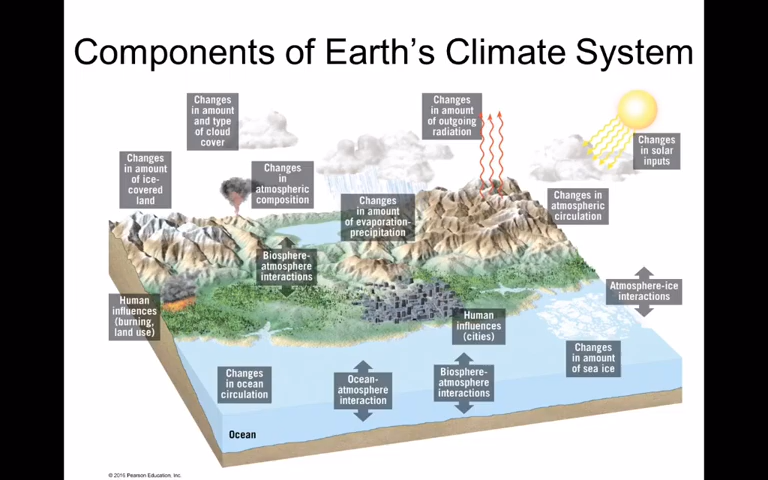 Components of Earth's Climate System
Changes
in amount
and type
of cloud
cover
Changes
in amount
of outgoing
radiation
Changes
in solar
inputs
Changes
in amount
of ice-
covered
land
Changes
in
atmospheric
composition
Changes
in amount
of evaporation-
precipitation
Changes in
atmospheric
circulation
Biosphere-
atmosphere
interactions
Atmosphere-ice
interactions
Human
influences
(burning,
land use)
Human
influences
(cities)
Changes
in amount
of sea ice
Changes
in ocean
circulation
Ocean-
atmosphere
interaction
Biosphere-
atmosphere
interactions
Ocean
© 2016 Pearson Education, Inc.